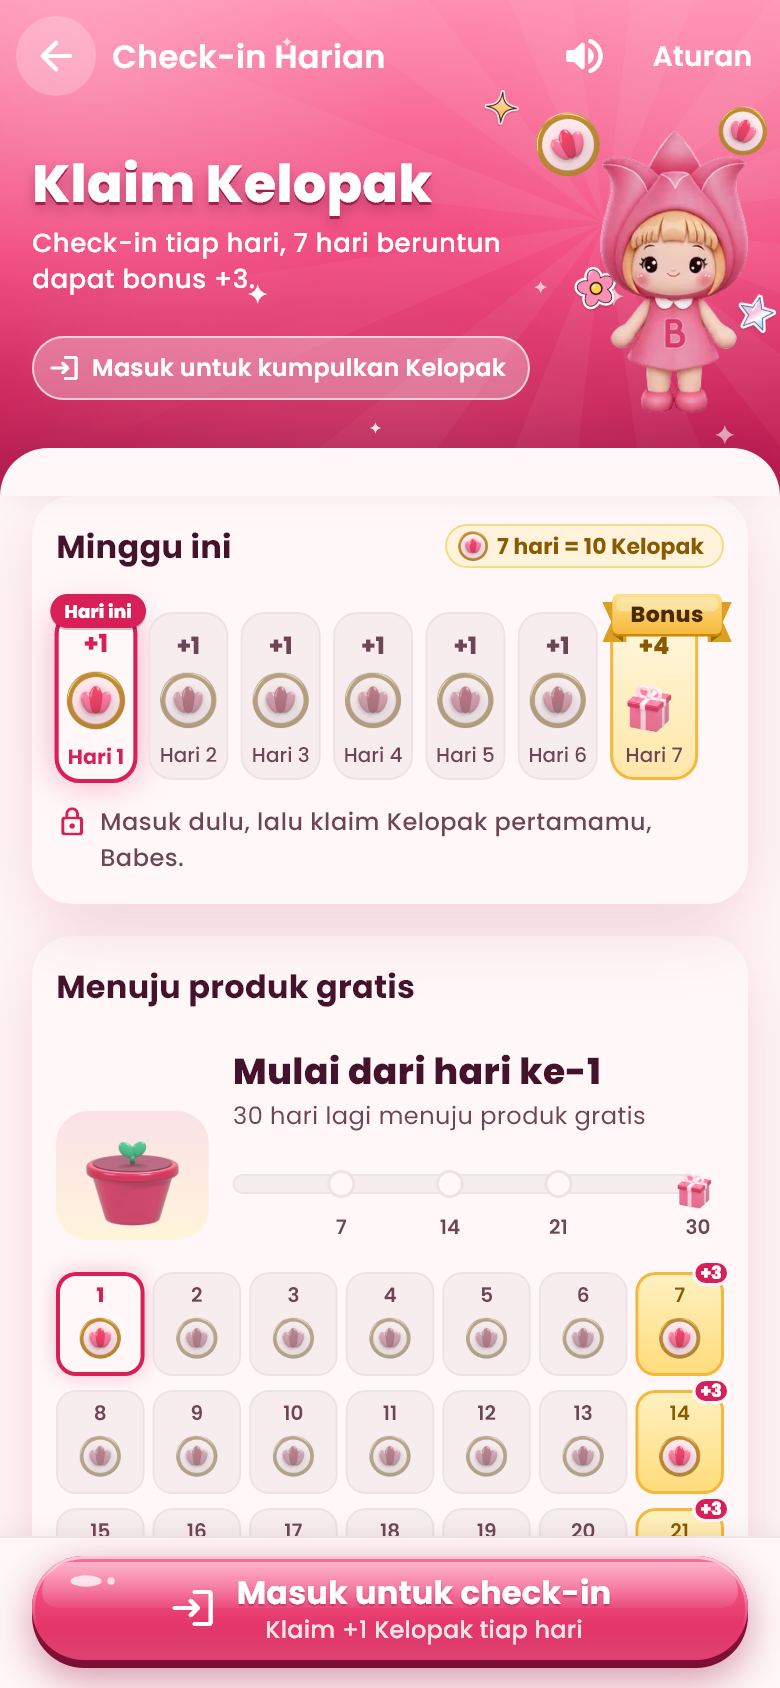 Check-in Harian
Aturan
Klaim Kelopak
Check-in tiap hari, 7 hari beruntun
dapat bonus +3.
B
Masuk untuk kumpulkan Kelopak
Minggu ini
7 hari = 10 Kelopak
Hari ini
Bonus
+1 +1 +1 +1 +1 +1 +4
Hari 1 Hari 2 Hari 3 Hari 4 Hari 5 Hari 6 Hari 7
Masuk dulu, lalu klaim Kelopak pertamamu,
Babes.
Menuju produk gratis
Mulai dari hari ke-1
30 hari lagi menuju produk gratis
7 14 21 30
+3
1 2 3 4 5 6 7
+3
8 9 10 11 12 13 14
+3
15 16 17 18 19 20 21
Masuk untuk check-in
Klaim +1 Kelopak tiap hari